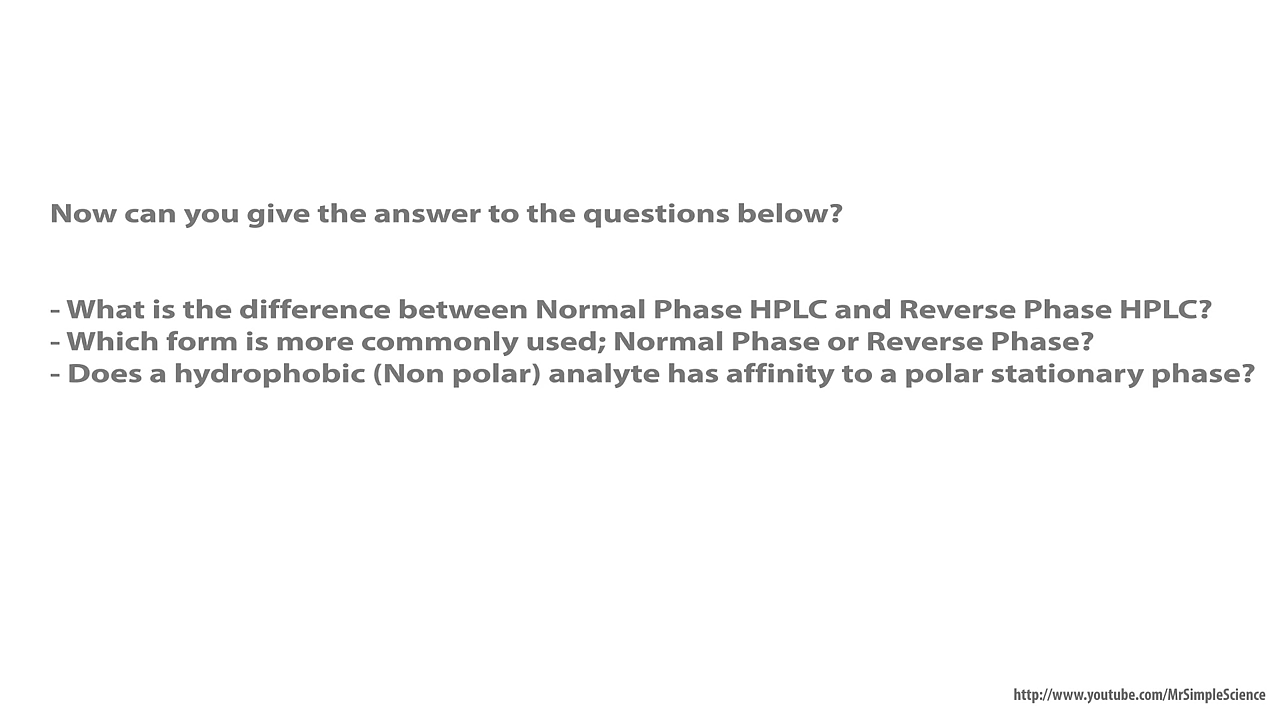 Now can you give the answer to the questions below?
- What is the difference between Normal Phase HPLC and Reverse Phase HPLC?
- Which form is more commonly used; Normal Phase or Reverse Phase?
- Does a hydrophobic (Non polar) analyte has affinity to a polar stationary phase?
http://www.youtube.com/MrSimpleScience